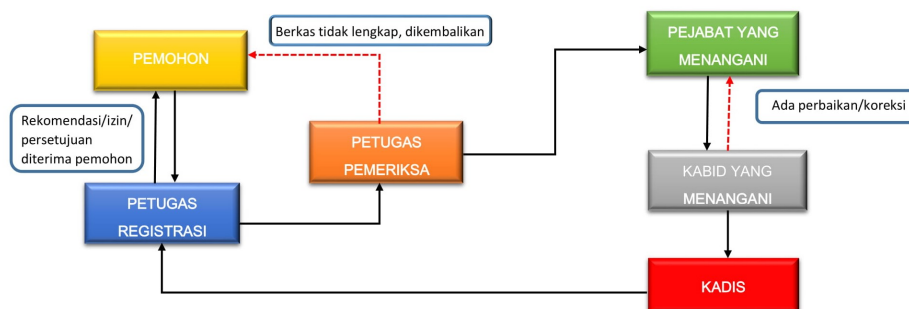 Berkas tidak lengkap, dikembalikan
PEMOHON
PEJABAT YANG
MENANGANI
Rekomendasi/izin/
persetujuan
diterima pemohon
Ada perbaikan/koreksi
PETUGAS
PEMERIKSA
KABID YANG
MENANGANI
PETUGAS
REGISTRASI
KADIS